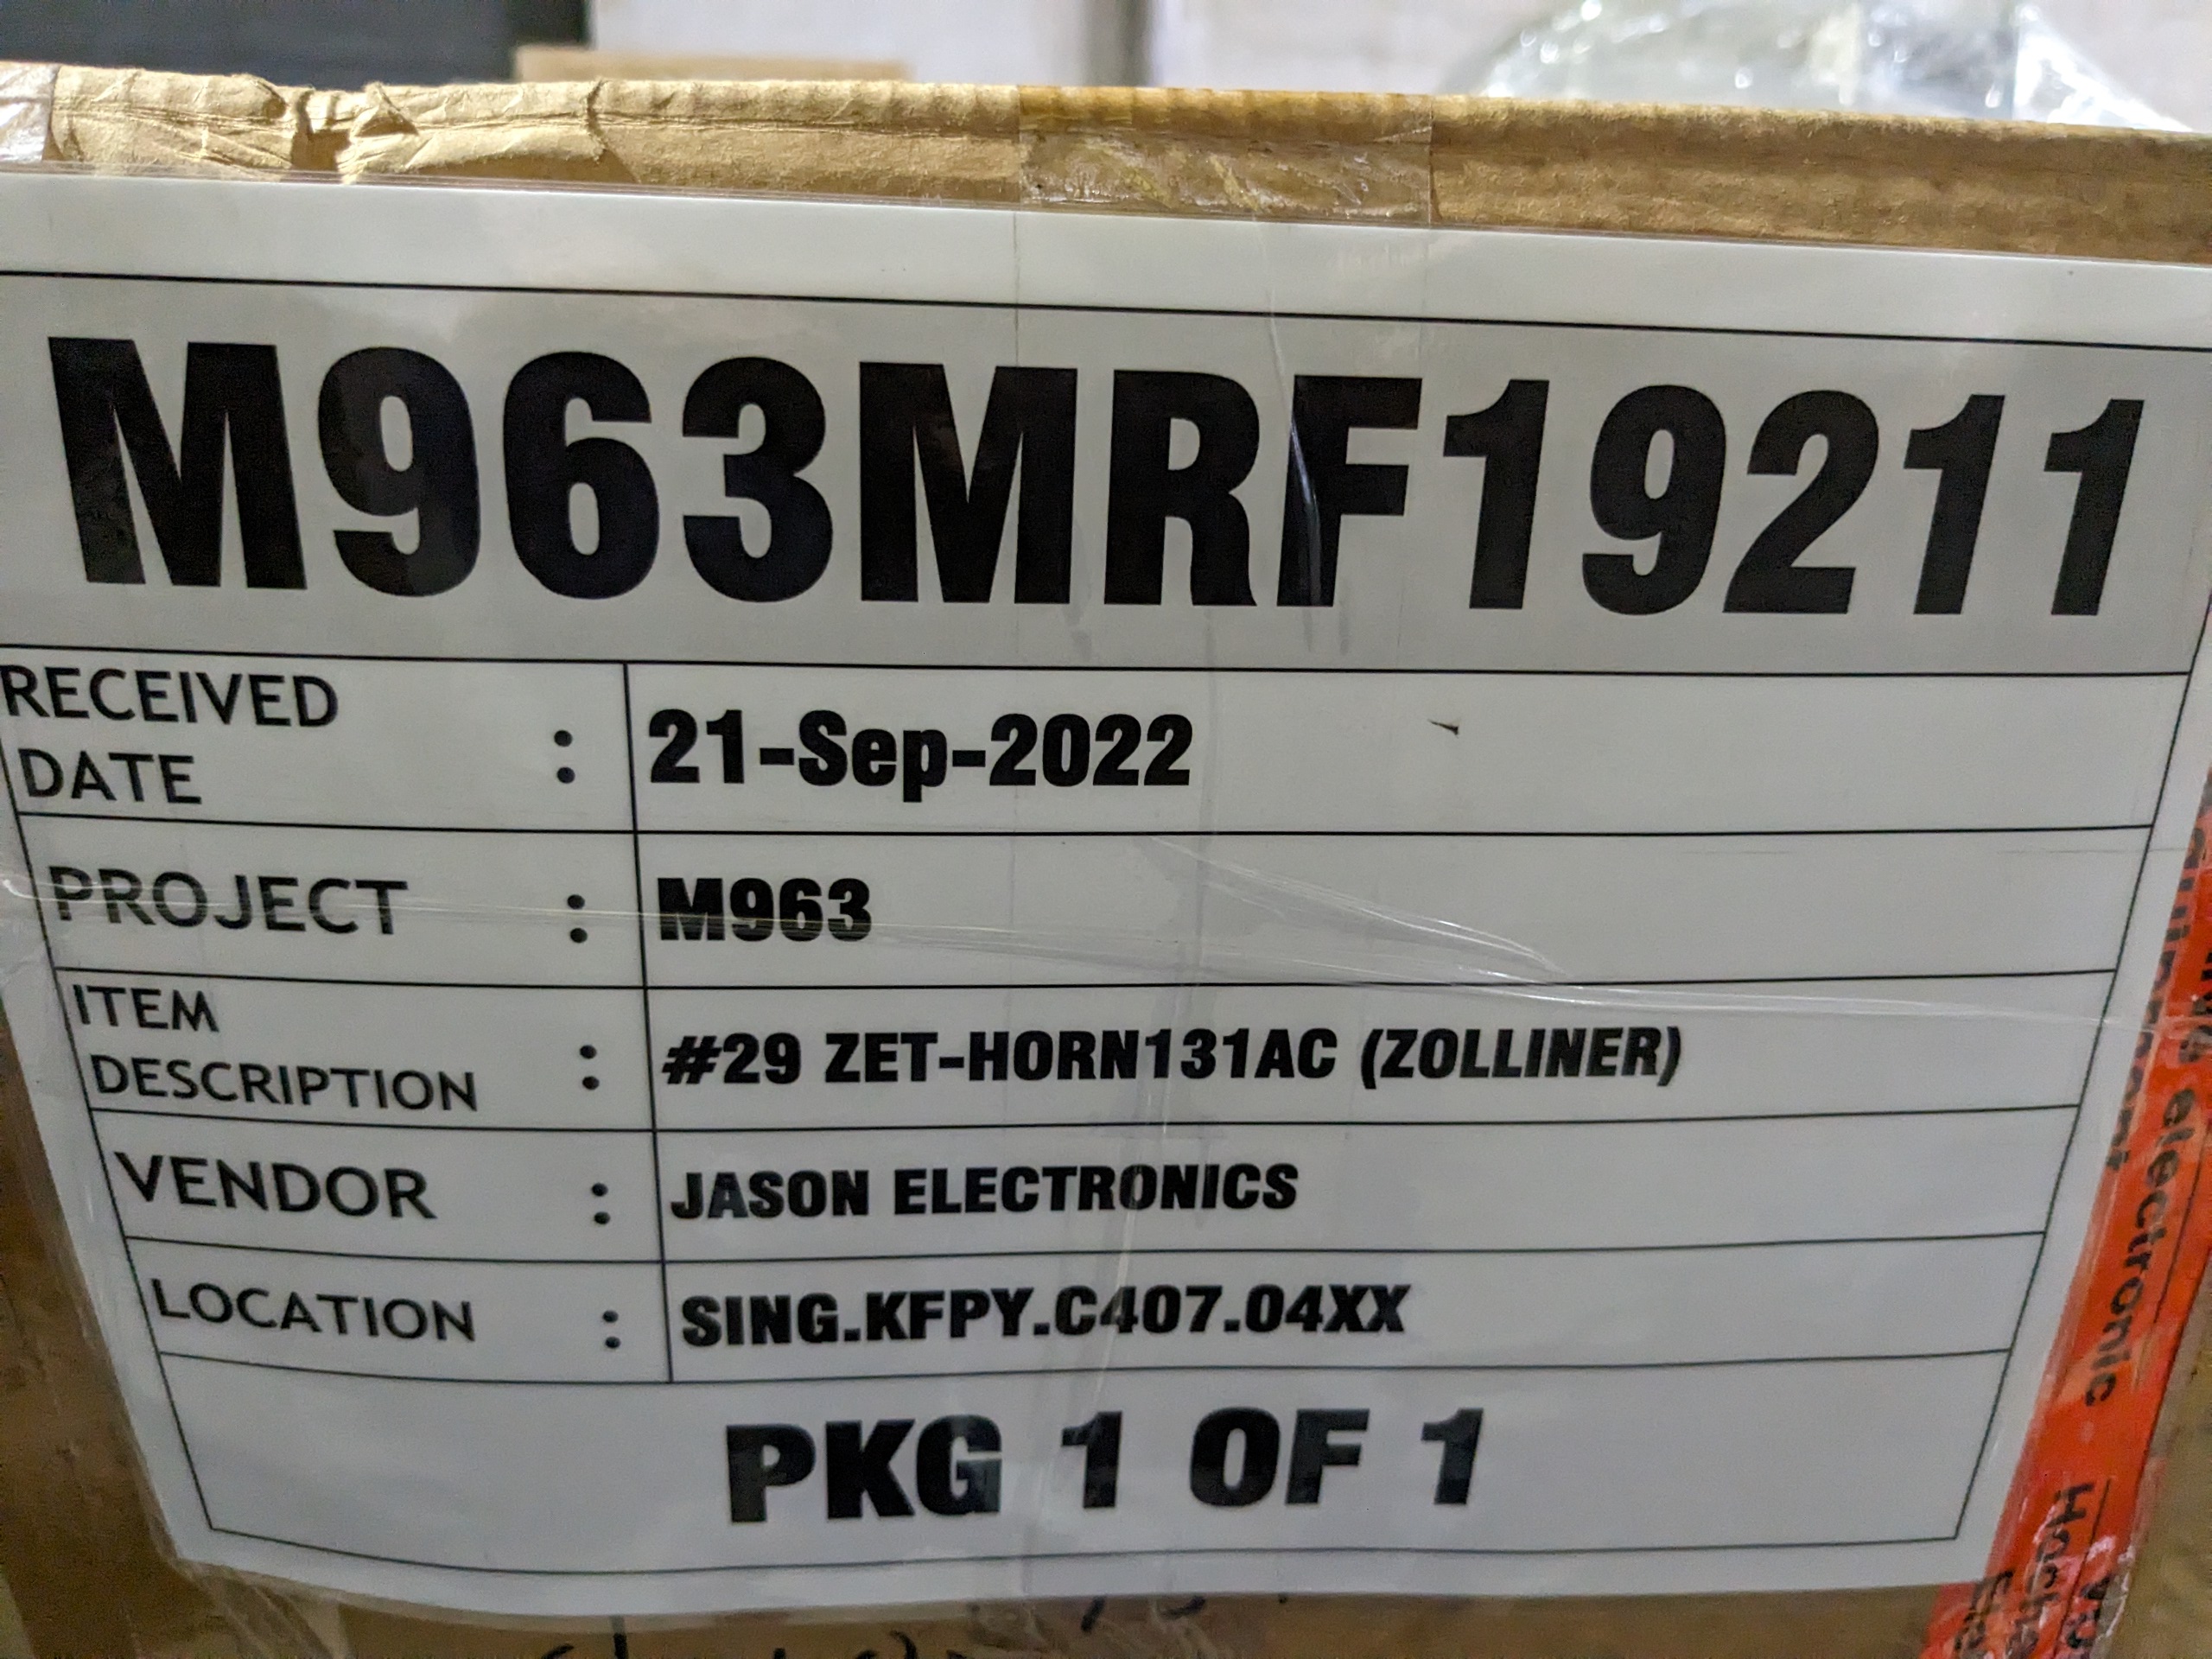 M963MRF19211
RECEIVED DATE : 21-Sep-2022
PROJECT : M963
ITEM DESCRIPTION : #29 ZET-HORN131AC (ZOLLINER)
VENDOR : JASON ELECTRONICS
LOCATION : SING.KFPY.C407.04XX
PKG 1 OF 1
electronic